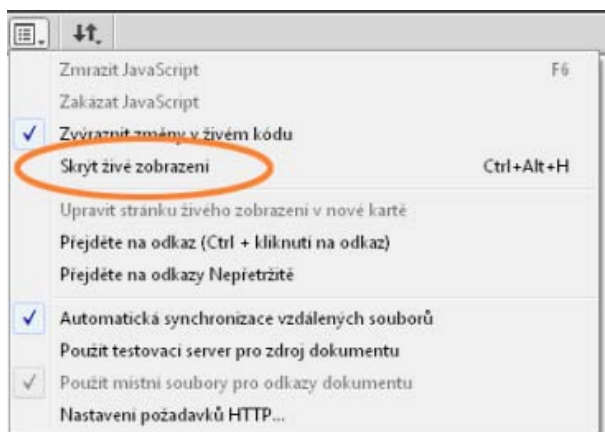 Zmrazit JavaScript F6
Zakázat JavaScript
Zvýraznit změny v živém kódu
Skrýt živé zobrazení Ctrl+Alt+H
Upravit stránku živého zobrazení v nové kartě
Přejděte na odkaz (Ctrl + kliknutí na odkaz)
Přejděte na odkazy Nepřetržitě
Automatická synchronizace vzdálených souborů
Použít testovací server pro zdroj dokumentu
Použít místní soubory pro odkazy dokumentu
Nastavení požadavků HTTP...